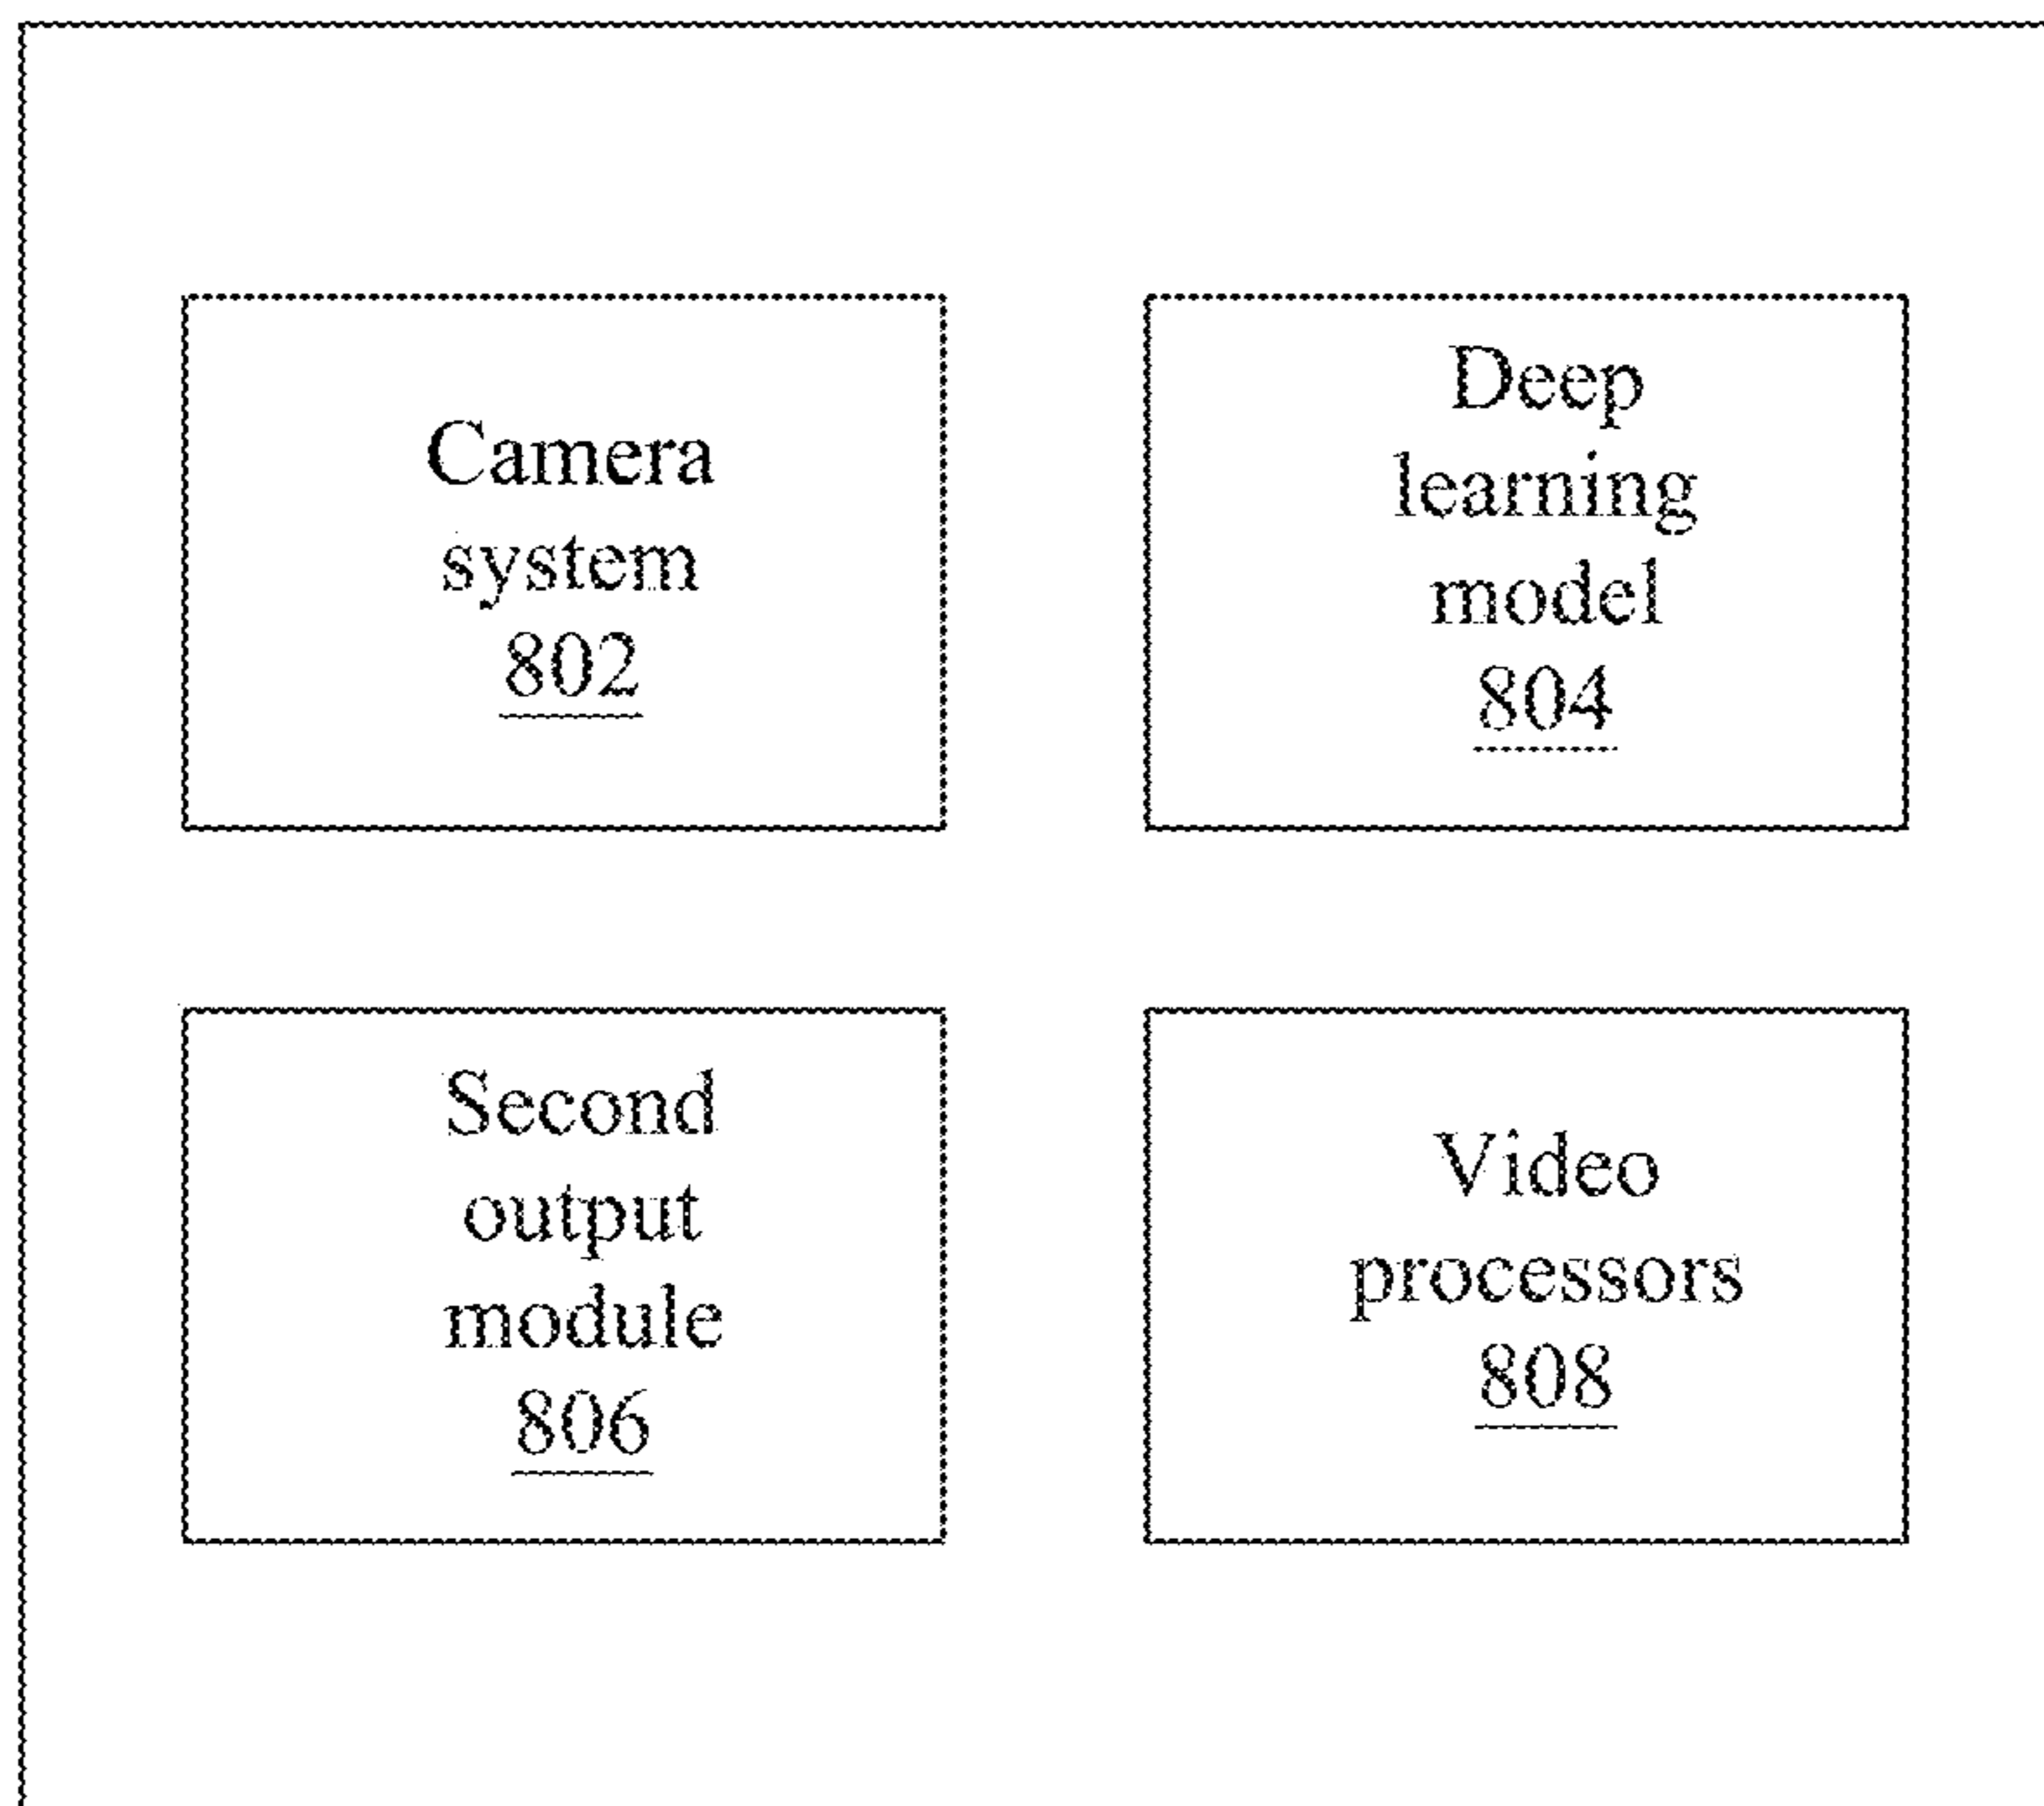 Camera
system
802
Deep
learning
model
804
Second
output
module
806
Video
processors
808